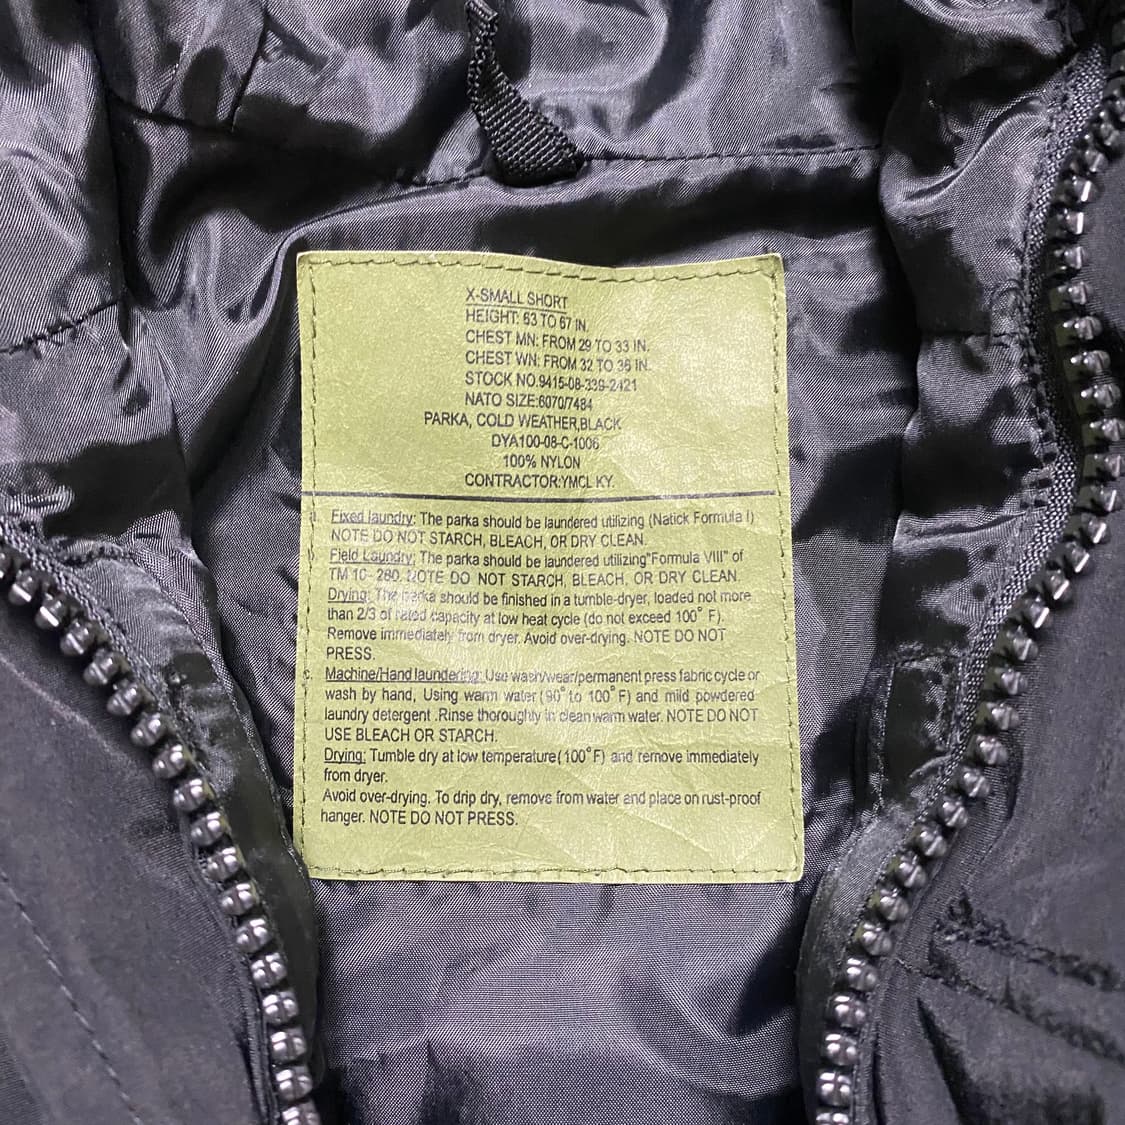 X-SMALL SHORT
HEIGHT: 63 TO 67 IN.
CHEST MN: FROM 29 TO 33 IN.
CHEST WN: FROM 32 TO 36 IN.
STOCK NO.9415-08-339-2421
NATO SIZE:6070/7484
PARKA, COLD WEATHER,BLACK
DYA100-08-C-1006
100% NYLON
CONTRACTOR:YMCL KY.
Fixed laundry: The parka should be laundered utilizing (Natick Formula I)
NOTE DO NOT STARCH, BLEACH, OR DRY CLEAN.
Field Laundry: The parka should be laundered utilizing"Formula VIII" of
TM 10- 280. NOTE DO NOT STARCH, BLEACH, OR DRY CLEAN.
Drying: The parka should be finished in a tumble-dryer, loaded not more
than 2/3 of rated capacity at low heat cycle (do not exceed 100° F).
Remove immediately from dryer. Avoid over-drying. NOTE DO NOT
PRESS.
c. Machine/Hand laundering: Use wash/wear/permanent press fabric cycle or
wash by hand, Using warm water (90° to 100° F) and mild powdered
laundry detergent .Rinse thoroughly in clean warm water. NOTE DO NOT
USE BLEACH OR STARCH.
Drying: Tumble dry at low temperature(100°F) and remove immediately
from dryer.
Avoid over-drying. To drip dry, remove from water and place on rust-proof
hanger. NOTE DO NOT PRESS.